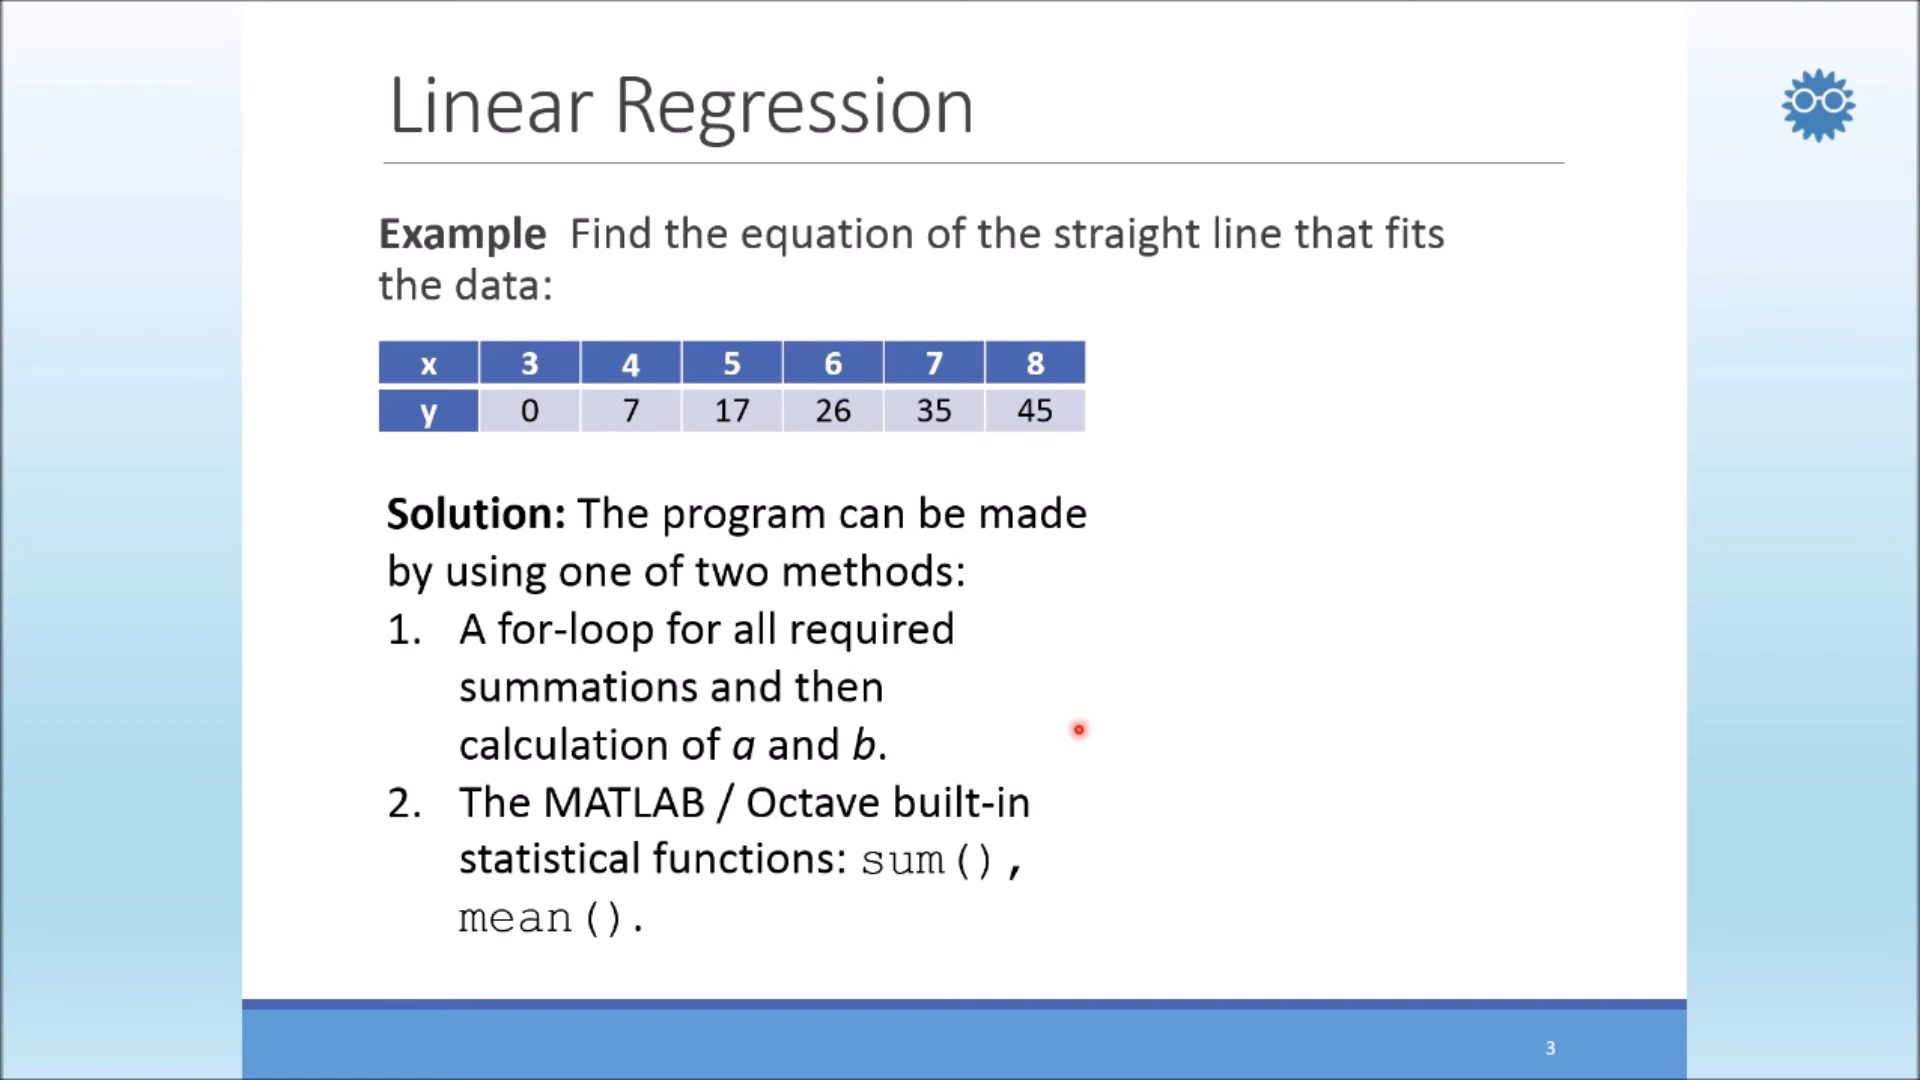 Linear Regression
Example Find the equation of the straight line that fits
the data:
x 3 4 5 6 7 8
y 0 7 17 26 35 45
Solution: The program can be made
by using one of two methods:
1. A for-loop for all required
summations and then
calculation of a and b.
2. The MATLAB / Octave built-in
statistical functions: sum(),
mean().
3